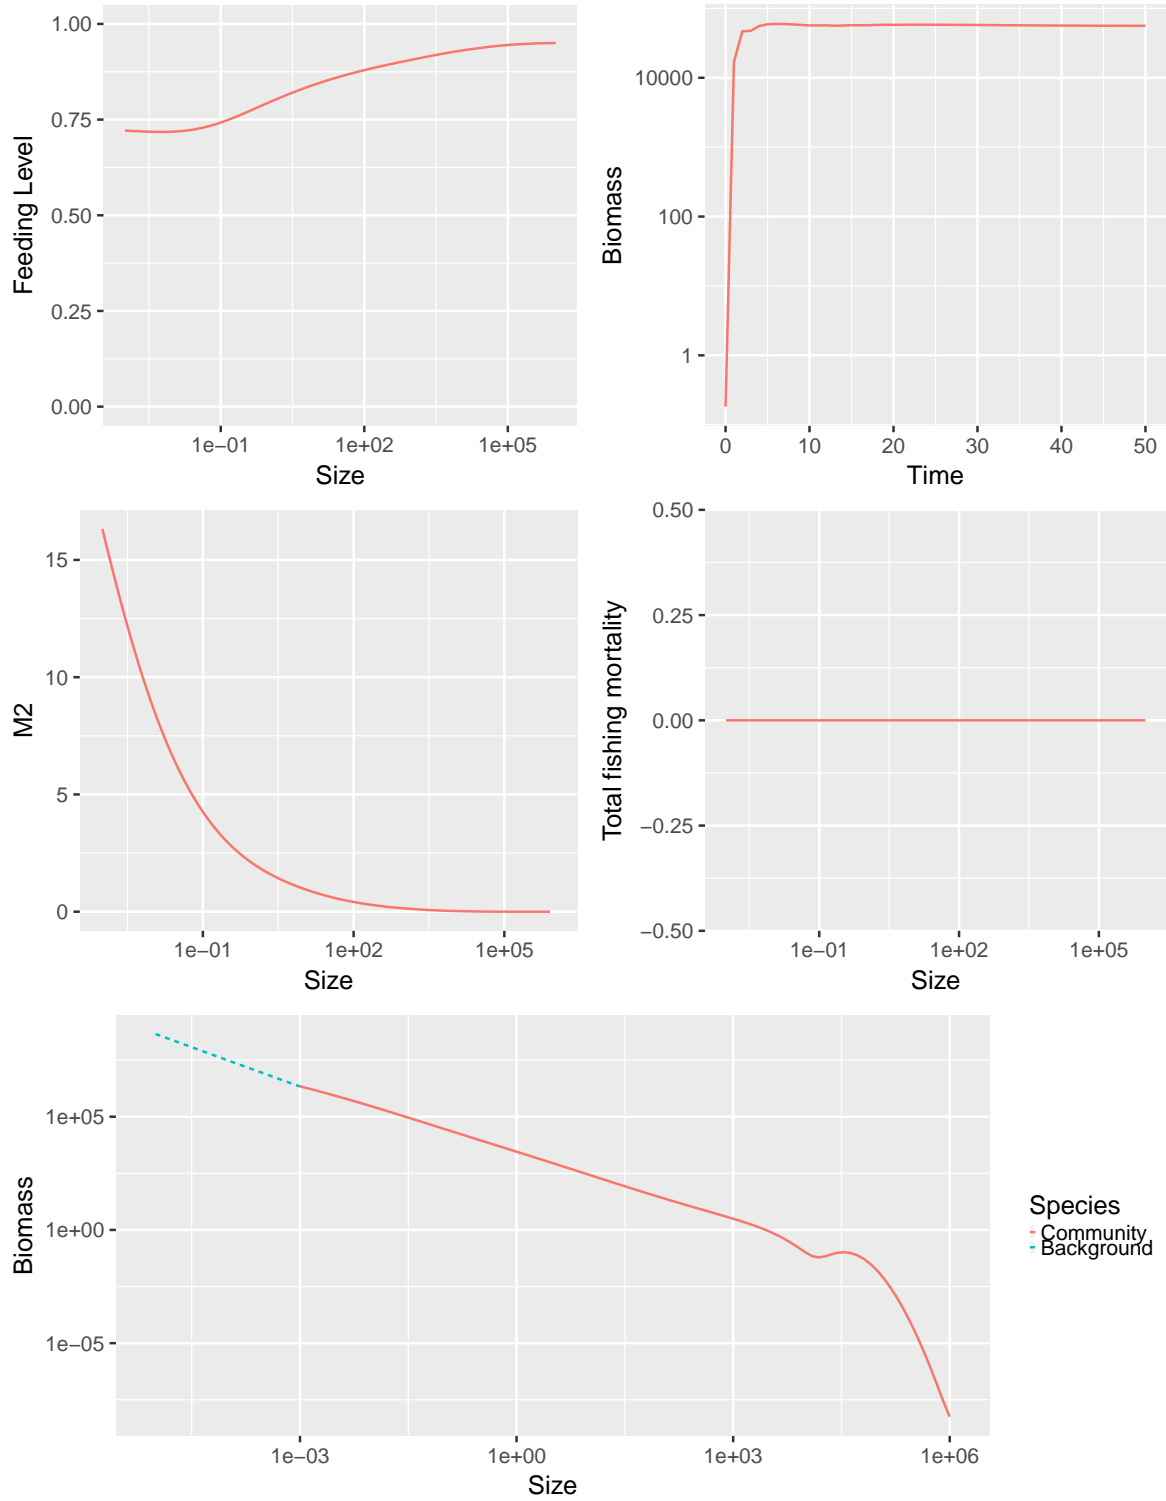 1.00
0.75
0.50
0.25
0.00
Feeding Level
1e−01
1e+02
1e+05
Size
10000
100
1
Biomass
0
10
20
30
40
50
Time
15
10
5
0
M2
1e−01
1e+02
1e+05
Size
0.50
0.25
0.00
−0.25
−0.50
Total fishing mortality
1e−01
1e+02
1e+05
Size
1e+05
1e+00
1e−05
Biomass
1e−03
1e+00
1e+03
1e+06
Size
Species
Community
Background